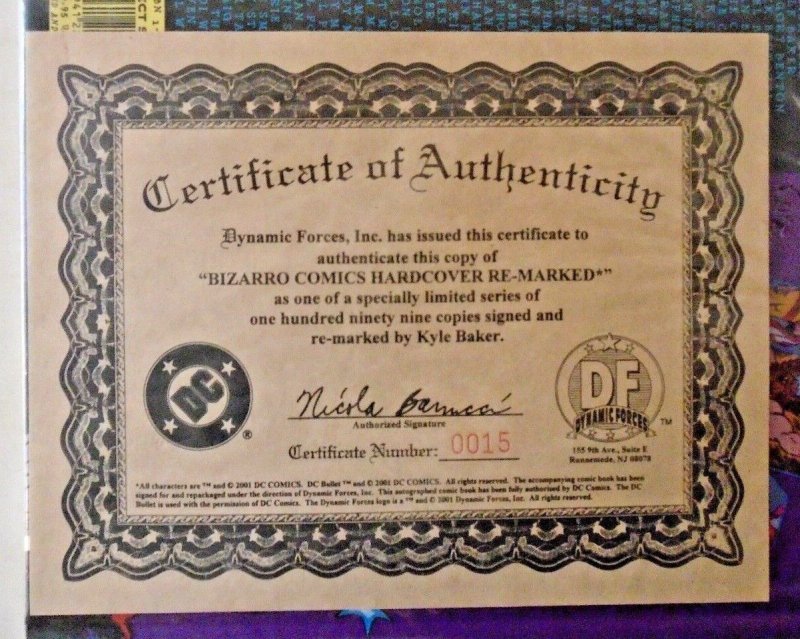 Certificate of Authenticity
Dynamic Forces, Inc. has issued this certificate to
authenticate this copy of
“BIZARRO COMICS HARDCOVER RE-MARKED*”
as one of a specially limited series of
one hundred ninety nine copies signed and
re-marked by Kyle Baker.
DC
®
Nicola Barrucci
Authorized Signature
Certificate Number: 0015
DF
DYNAMIC FORCES
TM
155 9th Ave., Suite E
Runnemede, NJ 08078
*All characters are ™ and © 2001 DC COMICS. DC Bullet ™ and © 2001 DC COMICS. All rights reserved. The accompanying comic book has been
signed for and repackaged under the direction of Dynamic Forces, Inc. This autographed comic book has been fully authorized by DC Comics. The DC
Bullet is used with the permission of DC Comics. The Dynamic Forces logo is a ™ and © 2001 Dynamic Forces, Inc. All rights reserved.